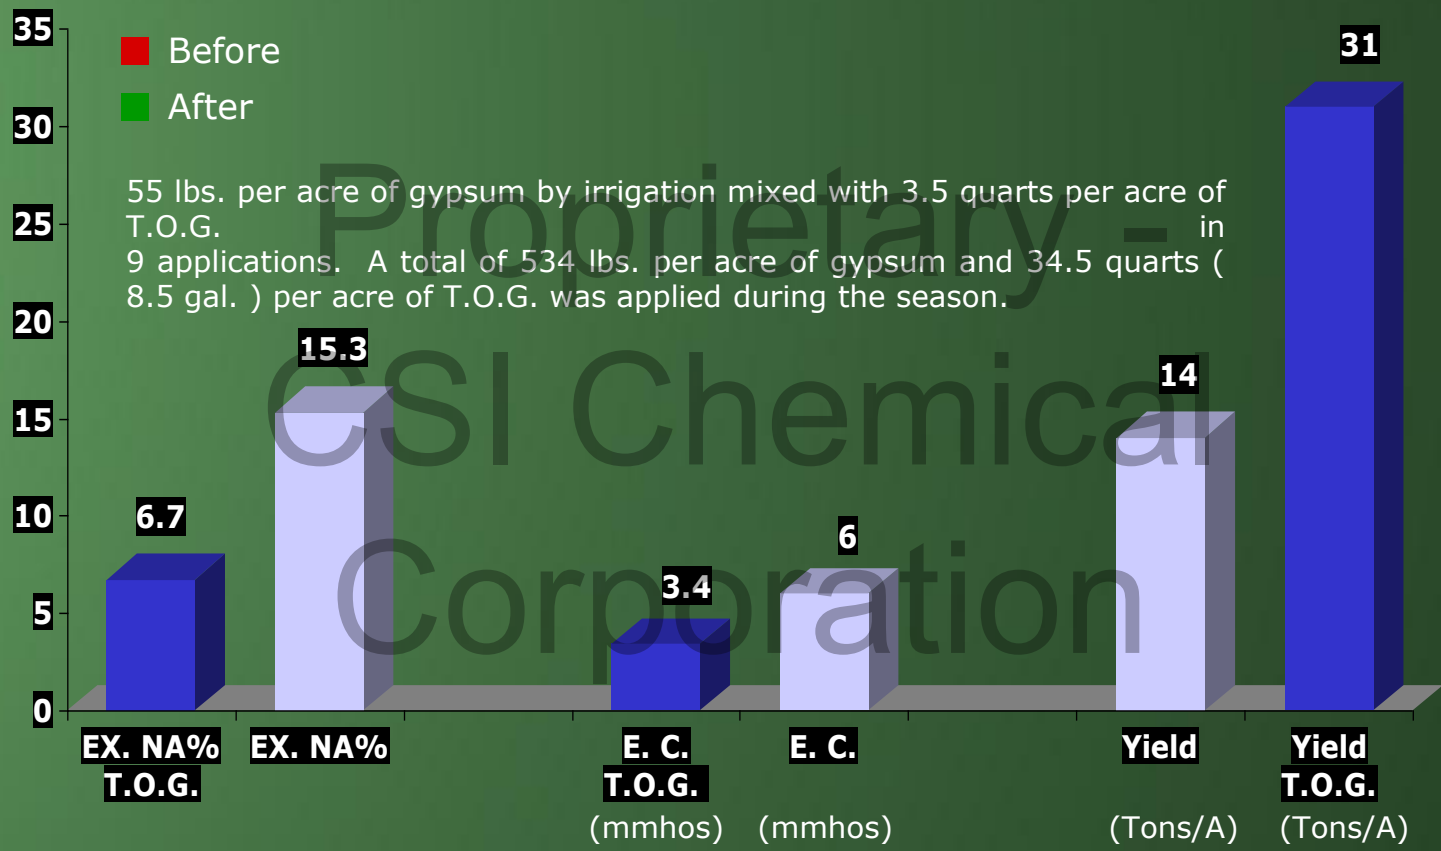 35
30
25
20
15
10
5
0
Before
After
55 lbs. per acre of gypsum by irrigation mixed with 3.5 quarts per acre of
T.O.G. in
9 applications. A total of 534 lbs. per acre of gypsum and 34.5 quarts (
8.5 gal. ) per acre of T.O.G. was applied during the season.
Proprietary -
CSI Chemical
Corporation
6.7
15.3
3.4
6
14
31
EX. NA%
T.O.G.
EX. NA%
E. C.
T.O.G.
(mmhos)
E. C.
(mmhos)
Yield
(Tons/A)
Yield
T.O.G.
(Tons/A)